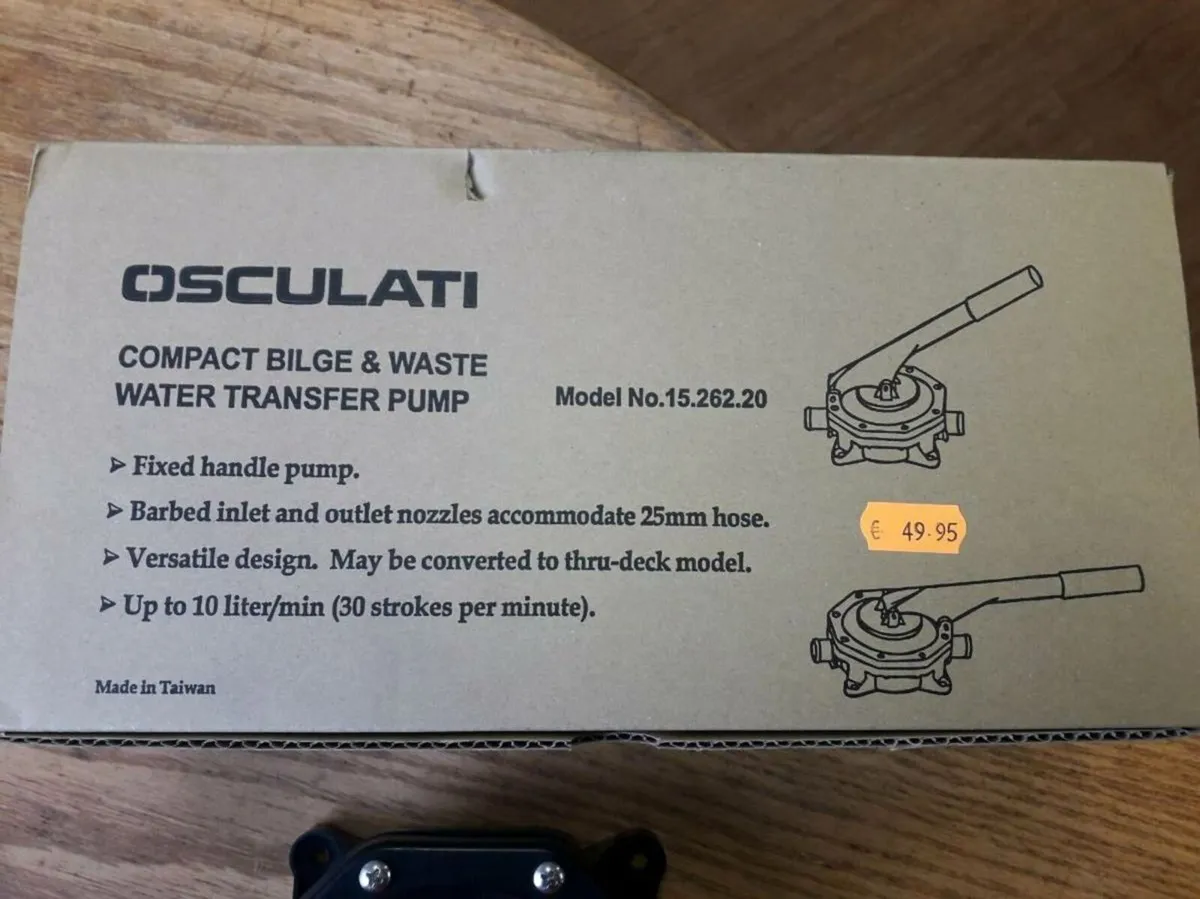 OSCULATI
COMPACT BILGE & WASTE
WATER TRANSFER PUMP
Model No.15.262.20
➢ Fixed handle pump.
➢ Barbed inlet and outlet nozzles accommodate 25mm hose.
➢ Versatile design. May be converted to thru-deck model.
➢ Up to 10 liter/min (30 strokes per minute).
€ 49.95
Made in Taiwan